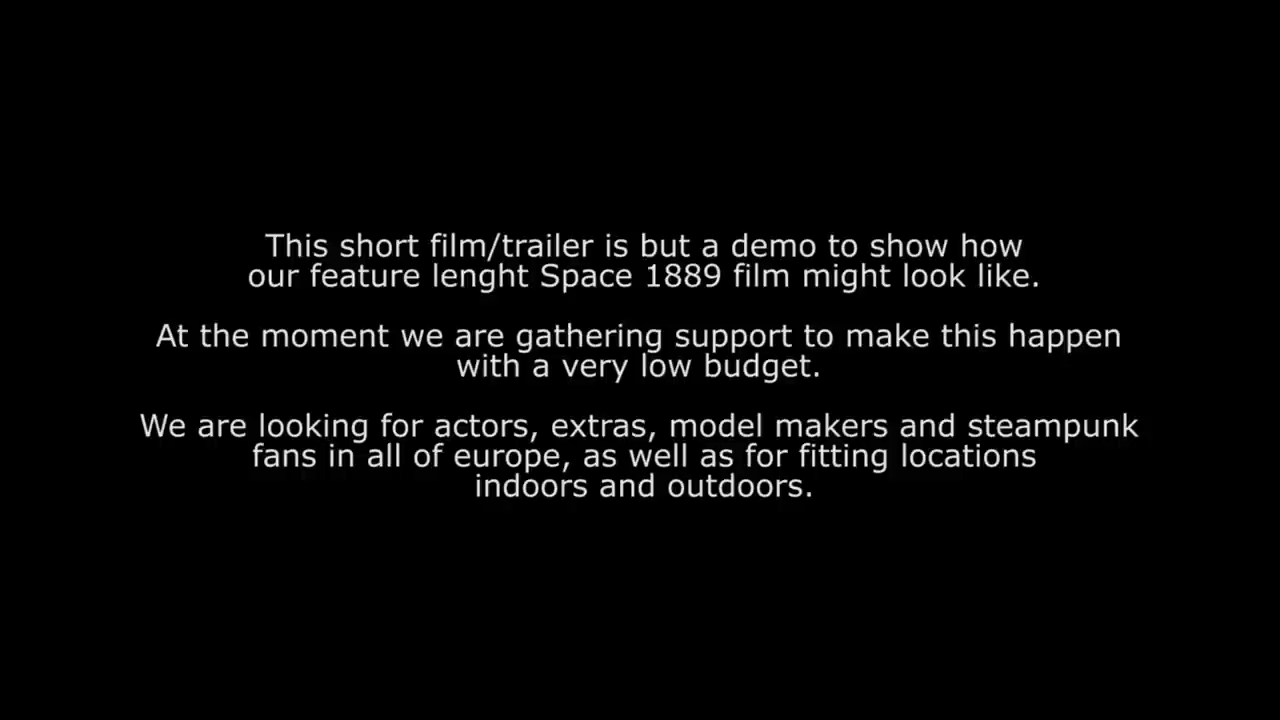 This short film/trailer is but a demo to show how
our feature lenght Space 1889 film might look like.
At the moment we are gathering support to make this happen
with a very low budget.
We are looking for actors, extras, model makers and steampunk
fans in all of europe, as well as for fitting locations
indoors and outdoors.